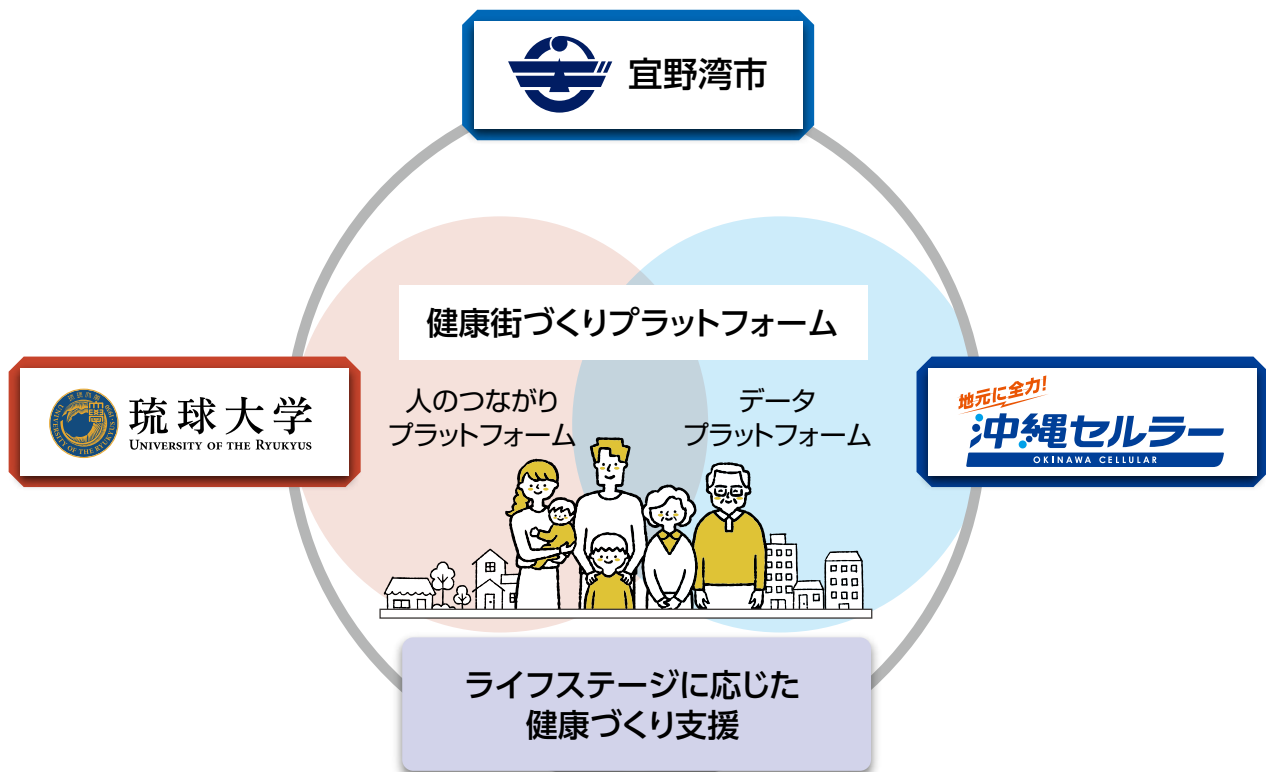 宜野湾市
健康街づくりプラットフォーム
琉球大学
UNIVERSITY OF THE RYUKYUS
人のつながり
プラットフォーム
データ
プラットフォーム
地元に全力!
沖縄セルラー
OKINAWA CELLULAR
ライフステージに応じた
健康づくり支援